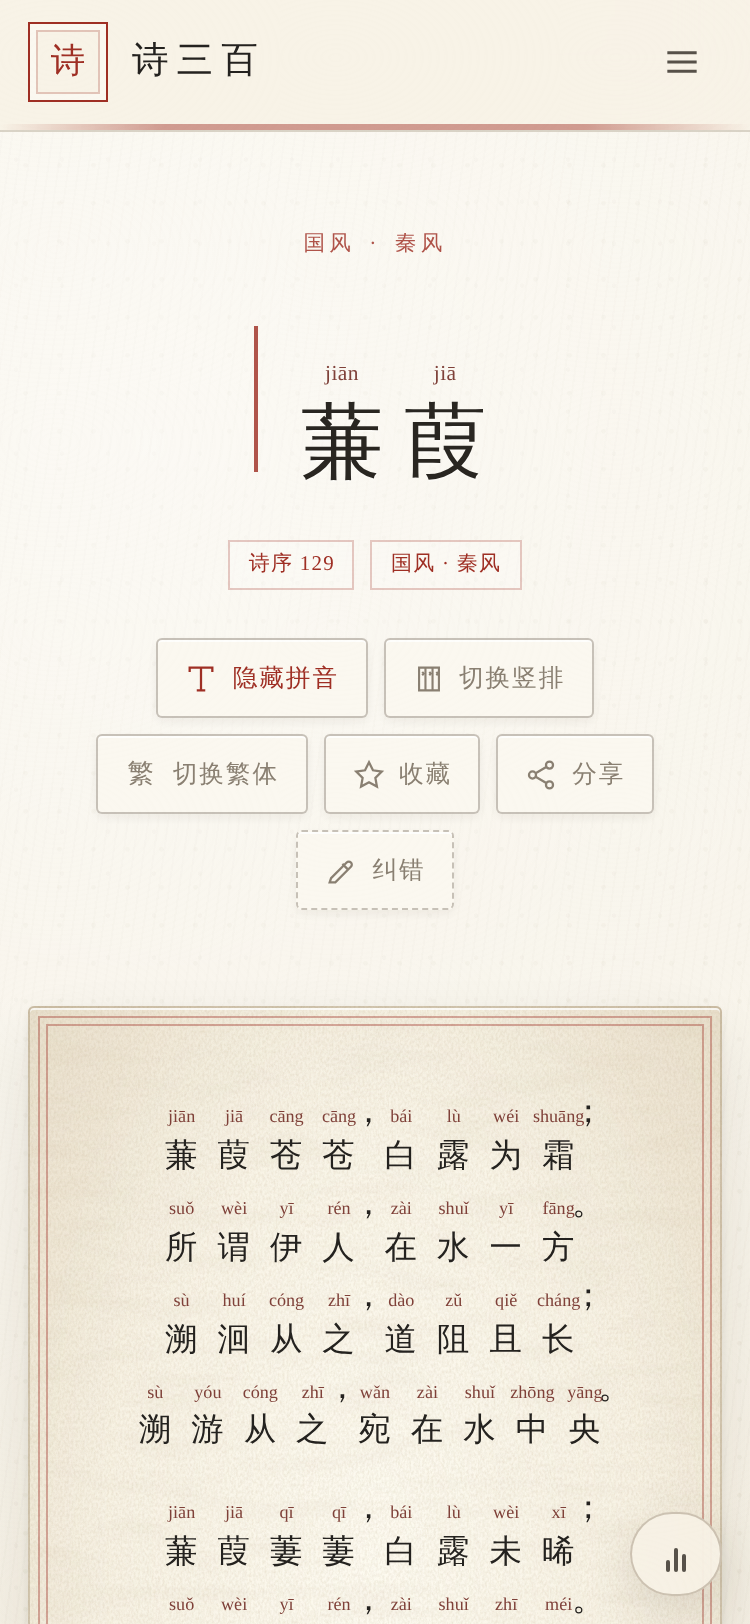 诗 诗三百
国风 · 秦风
jiān jiā
蒹葭
诗序 129 国风 · 秦风
隐藏拼音 切换竖排
繁 切换繁体 收藏 分享
纠错
jiān jiā cāng cāng , bái lù wéi shuāng ;
蒹葭苍苍 白露为霜
suǒ wèi yī rén , zài shuǐ yī fāng 。
所谓伊人 在水一方
sù huí cóng zhī , dào zǔ qiě cháng ;
溯洄从之 道阻且长
sù yóu cóng zhī , wǎn zài shuǐ zhōng yāng 。
溯游从之 宛在水中央
jiān jiā qī qī , bái lù wèi xī ;
蒹葭萋萋 白露未晞
suǒ wèi yī rén , zài shuǐ zhī méi 。